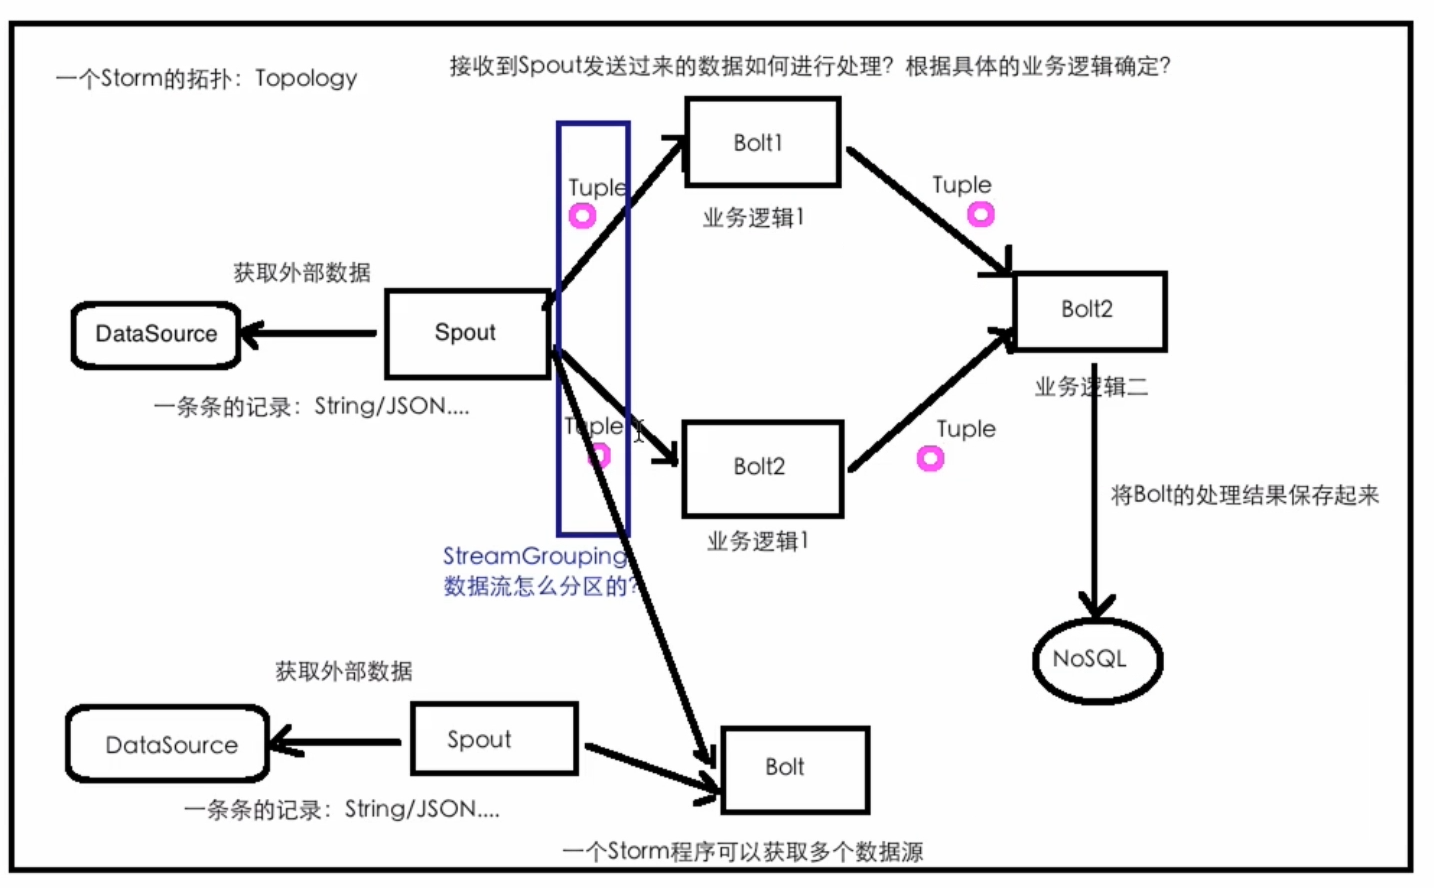 一个Storm的拓扑：Topology
接收到Spout发送过来的数据如何进行处理？根据具体的业务逻辑确定？
Bolt1
Tuple
Tuple
业务逻辑1
获取外部数据
DataSource
Spout
Bolt2
一条条的记录：String/JSON....
业务逻辑二
Tuple
Tuple
Bolt2
将Bolt的处理结果保存起来
业务逻辑1
StreamGrouping
数据流怎么分区的？
获取外部数据
NoSQL
DataSource
Spout
Bolt
一条条的记录：String/JSON....
一个Storm程序可以获取多个数据源